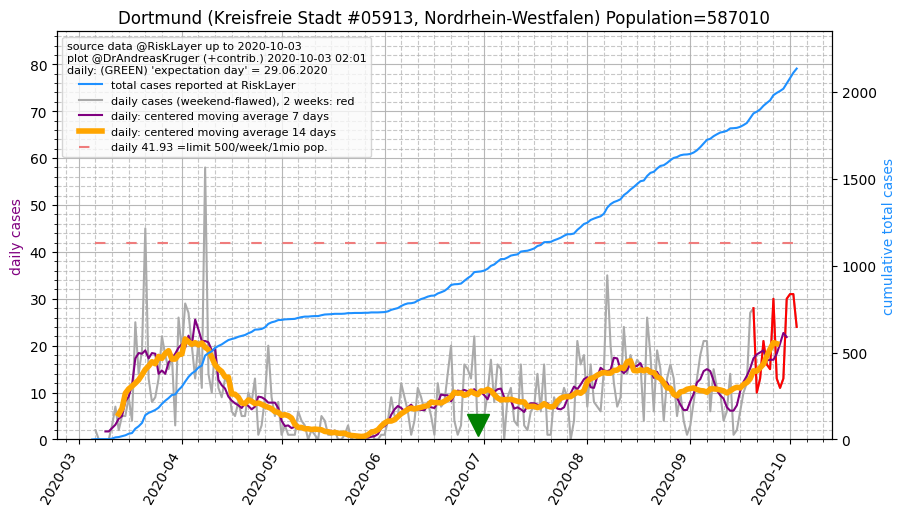 Dortmund (Kreisfreie Stadt #05913, Nordrhein-Westfalen) Population=587010
source data @RiskLayer up to 2020-10-03
plot @DrAndreasKruger (+contrib.) 2020-10-03 02:01
daily: (GREEN) 'expectation day' = 29.06.2020
total cases reported at RiskLayer
daily cases (weekend-flawed), 2 weeks: red
daily: centered moving average 7 days
daily: centered moving average 14 days
daily 41.93 =limit 500/week/1mio pop.
daily cases
80
70
60
50
40
30
20
10
0
cumulative total cases
2000
1500
1000
500
0
2020-03
2020-04
2020-05
2020-06
2020-07
2020-08
2020-09
2020-10